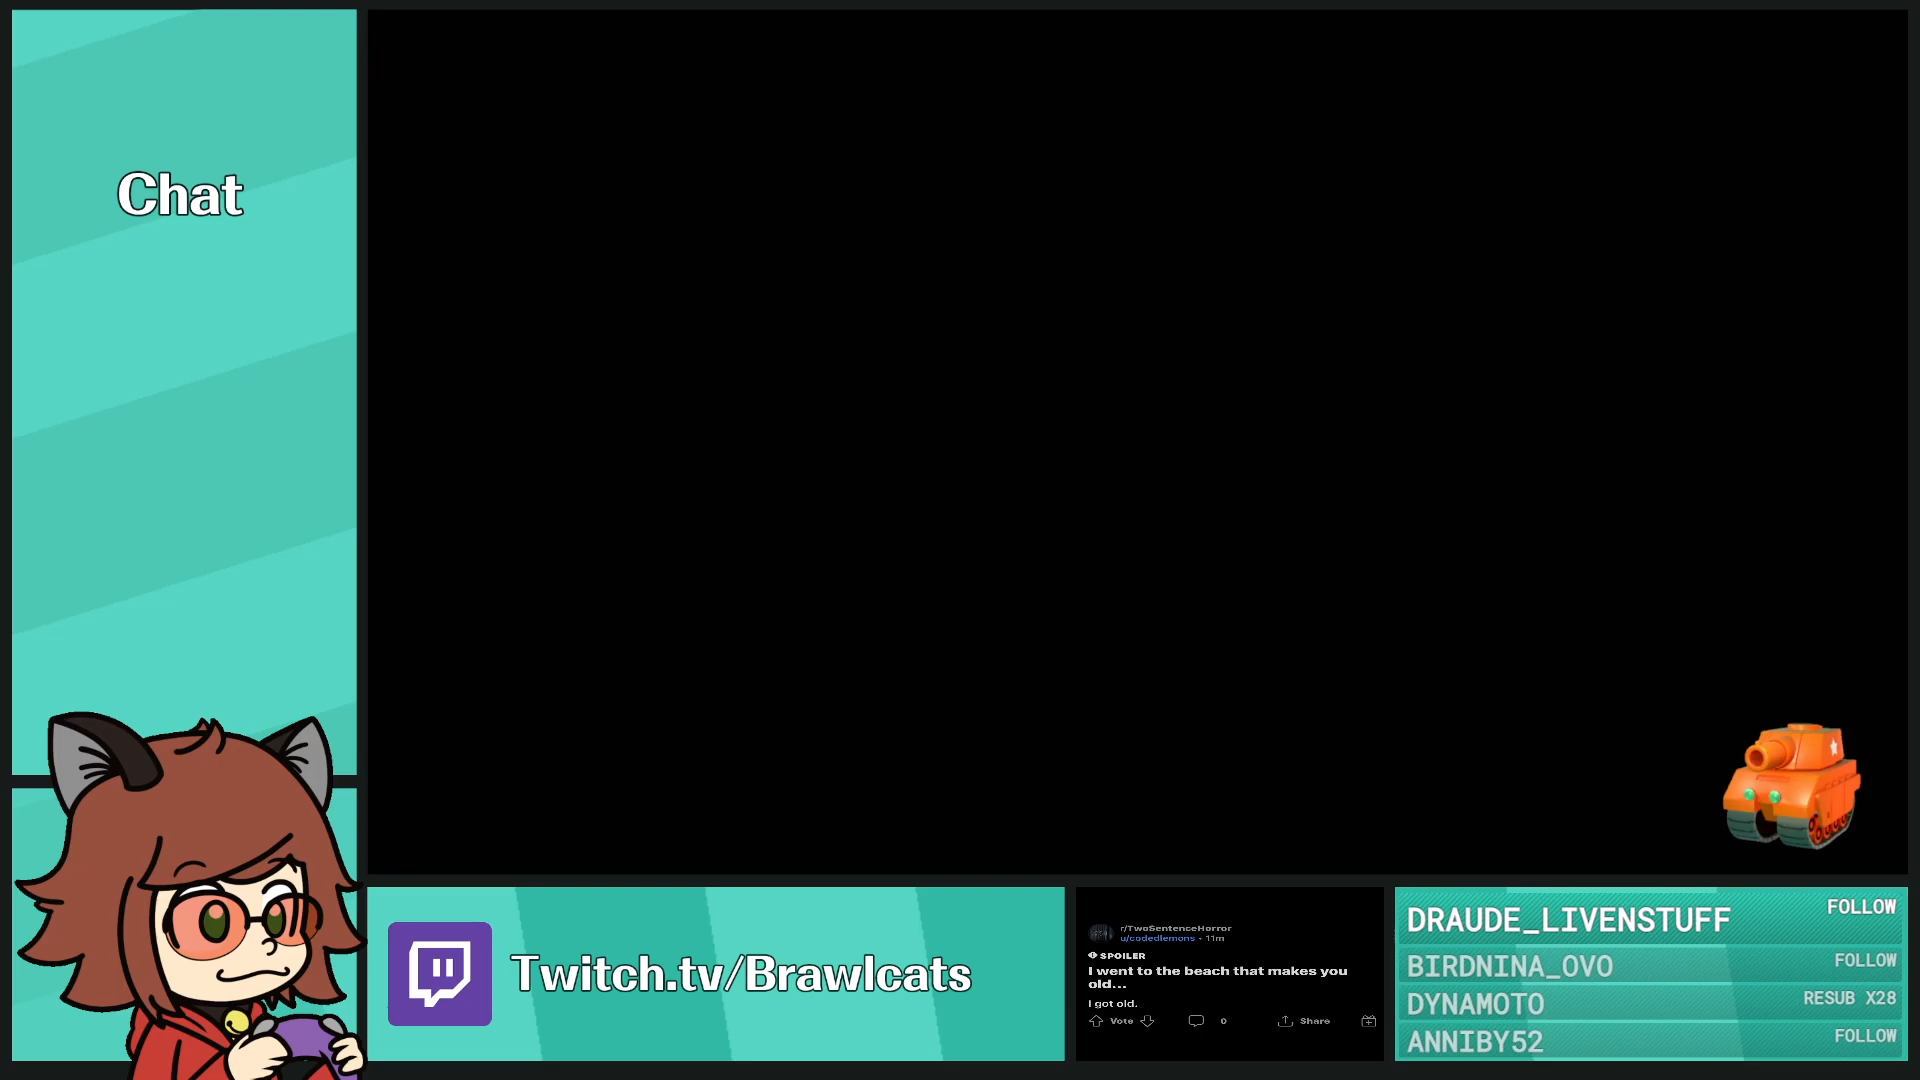 Chat
Twitch.tv/Brawlcats
r/TwoSentenceHorror
u/codedlemons • 11m
SPOILER
I went to the beach that makes you
old...
I got old.
Vote 0 Share
DRAUDE_LIVENSTUFF FOLLOW
BIRDNINA_OVO FOLLOW
DYNAMOTO RESUB X28
ANNIBY52 FOLLOW